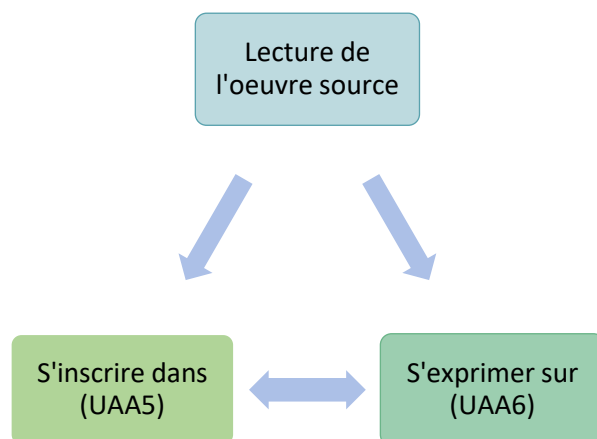 Lecture de
l'oeuvre source
S'inscrire dans
(UAA5)
S'exprimer sur
(UAA6)